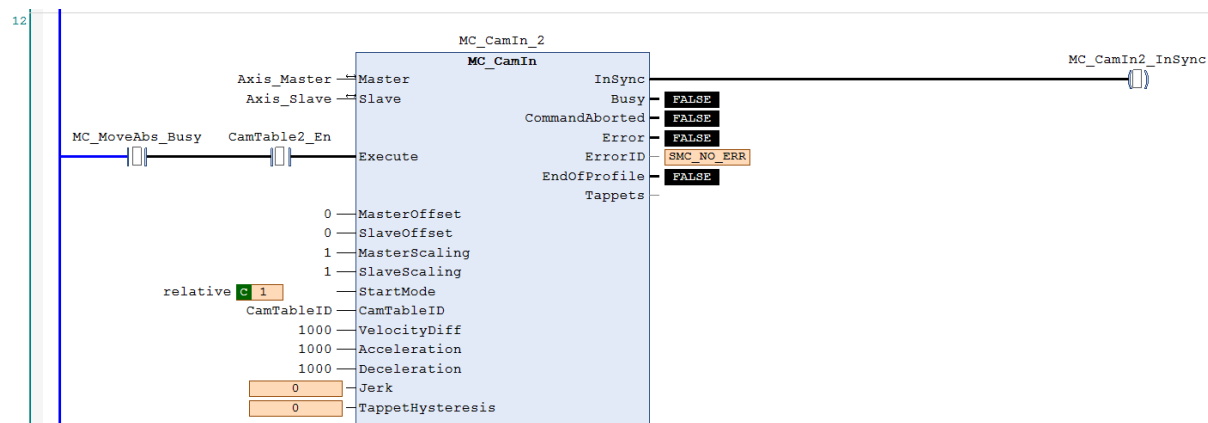 12
MC_CamIn_2
MC_CamIn
MC_CamIn2_InSync
Axis_Master Master InSync
Axis_Slave Slave Busy FALSE
CommandAborted FALSE
MC_MoveAbs_Busy CamTable2_En Error FALSE
Execute ErrorID SMC_NO_ERR
EndOfProfile FALSE
Tappets
0 MasterOffset
0 SlaveOffset
1 MasterScaling
1 SlaveScaling
relative C 1 StartMode
CamTableID CamTableID
1000 VelocityDiff
1000 Acceleration
1000 Deceleration
0 Jerk
0 TappetHysteresis